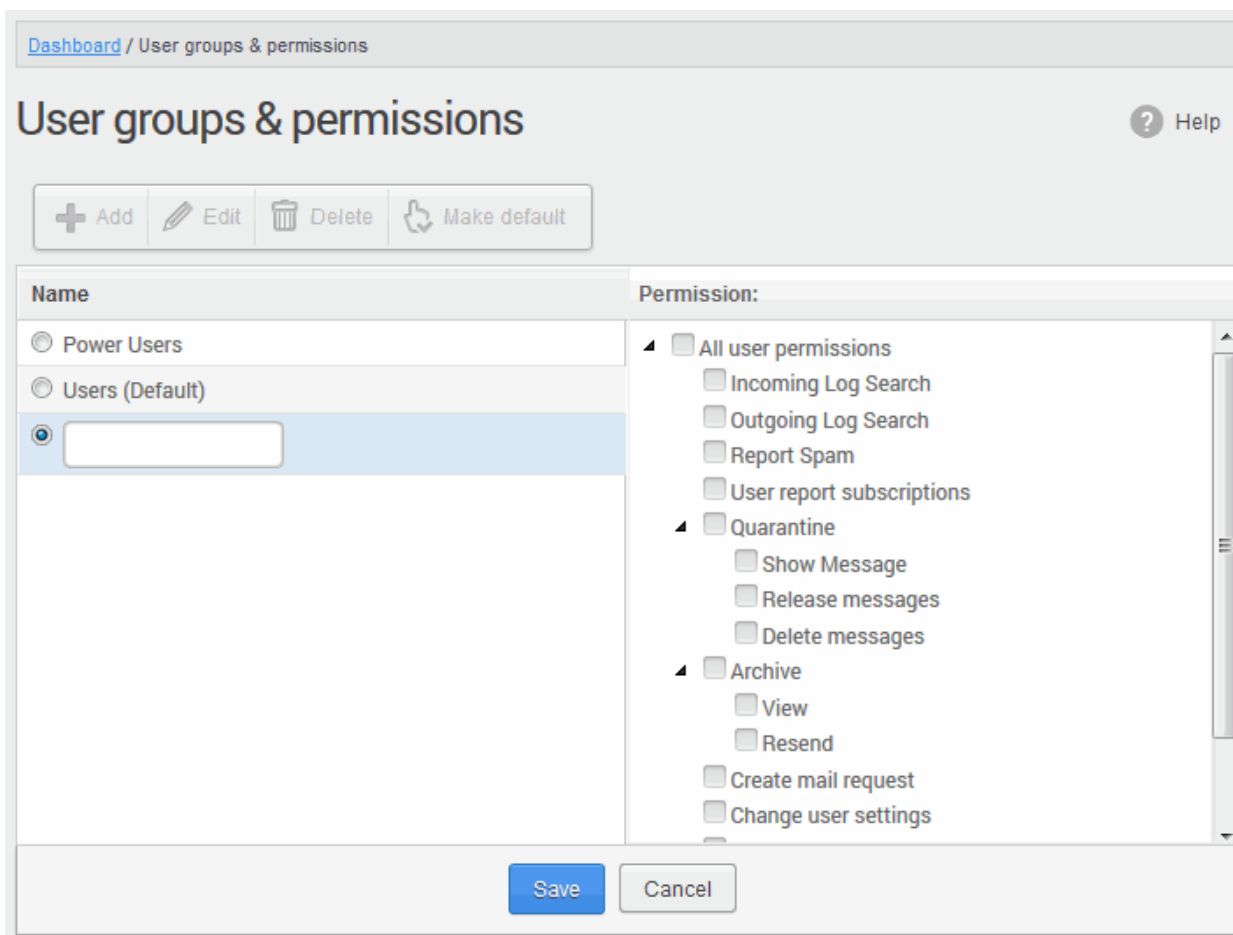 Dashboard / User groups & permissions
User groups & permissions
Help
Add Edit Delete Make default
Name
Permission:
Power Users
Users (Default)
All user permissions
Incoming Log Search
Outgoing Log Search
Report Spam
User report subscriptions
Quarantine
Show Message
Release messages
Delete messages
Archive
View
Resend
Create mail request
Change user settings
Save
Cancel